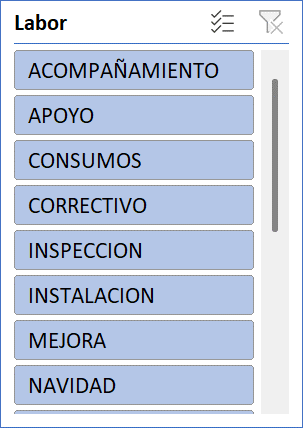 Labor
ACOMPAÑAMIENTO
APOYO
CONSUMOS
CORRECTIVO
INSPECCION
INSTALACION
MEJORA
NAVIDAD